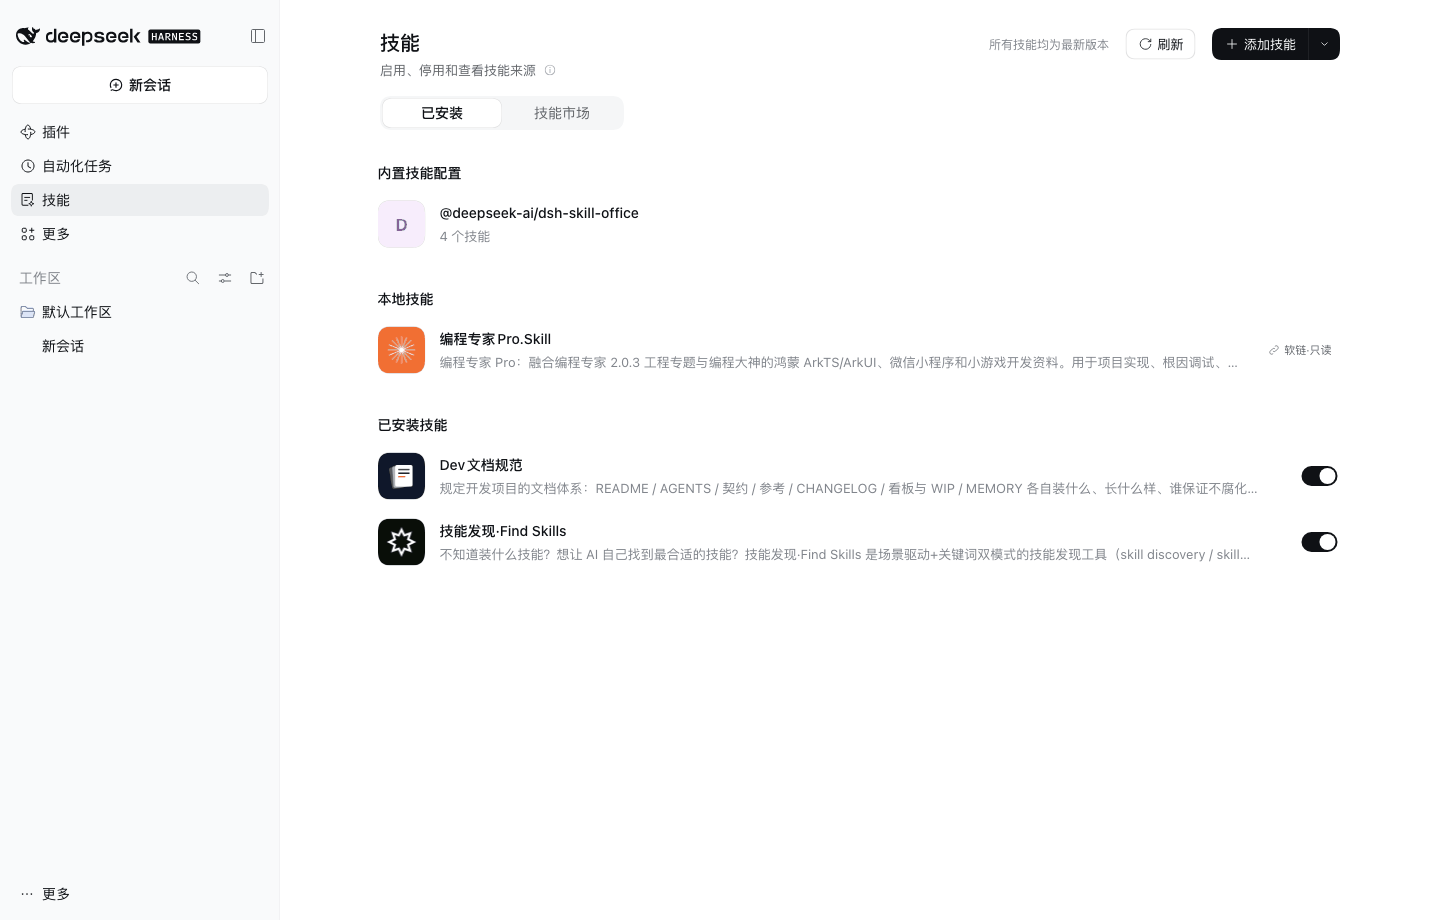 deepseek HARNESS
新会话
插件
自动化任务
技能
更多
工作区
默认工作区
新会话
更多
技能
启用、停用和查看技能来源
所有技能均为最新版本
刷新
添加技能
已安装
技能市场
内置技能配置
D
@deepseek-ai/dsh-skill-office
4 个技能
本地技能
编程专家 Pro.Skill
编程专家 Pro：融合编程专家 2.0.3 工程专题与编程大神的鸿蒙 ArkTS/ArkUI、微信小程序和小游戏开发资料。用于项目实现、根因调试、...
软链·只读
已安装技能
Dev 文档规范
规定开发项目的文档体系：README / AGENTS / 契约 / 参考 / CHANGELOG / 看板与 WIP / MEMORY 各自装什么、长什么样、谁保证不腐化...
技能发现·Find Skills
不知道装什么技能？想让 AI 自己找到最合适的技能？技能发现·Find Skills 是场景驱动+关键词双模式的技能发现工具（skill discovery / skill...